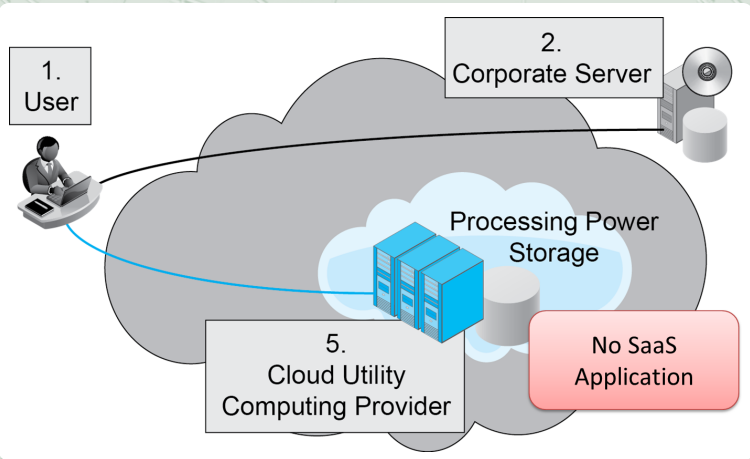 1.
User
2.
Corporate Server
Processing Power
Storage
5.
Cloud Utility
Computing Provider
No SaaS
Application